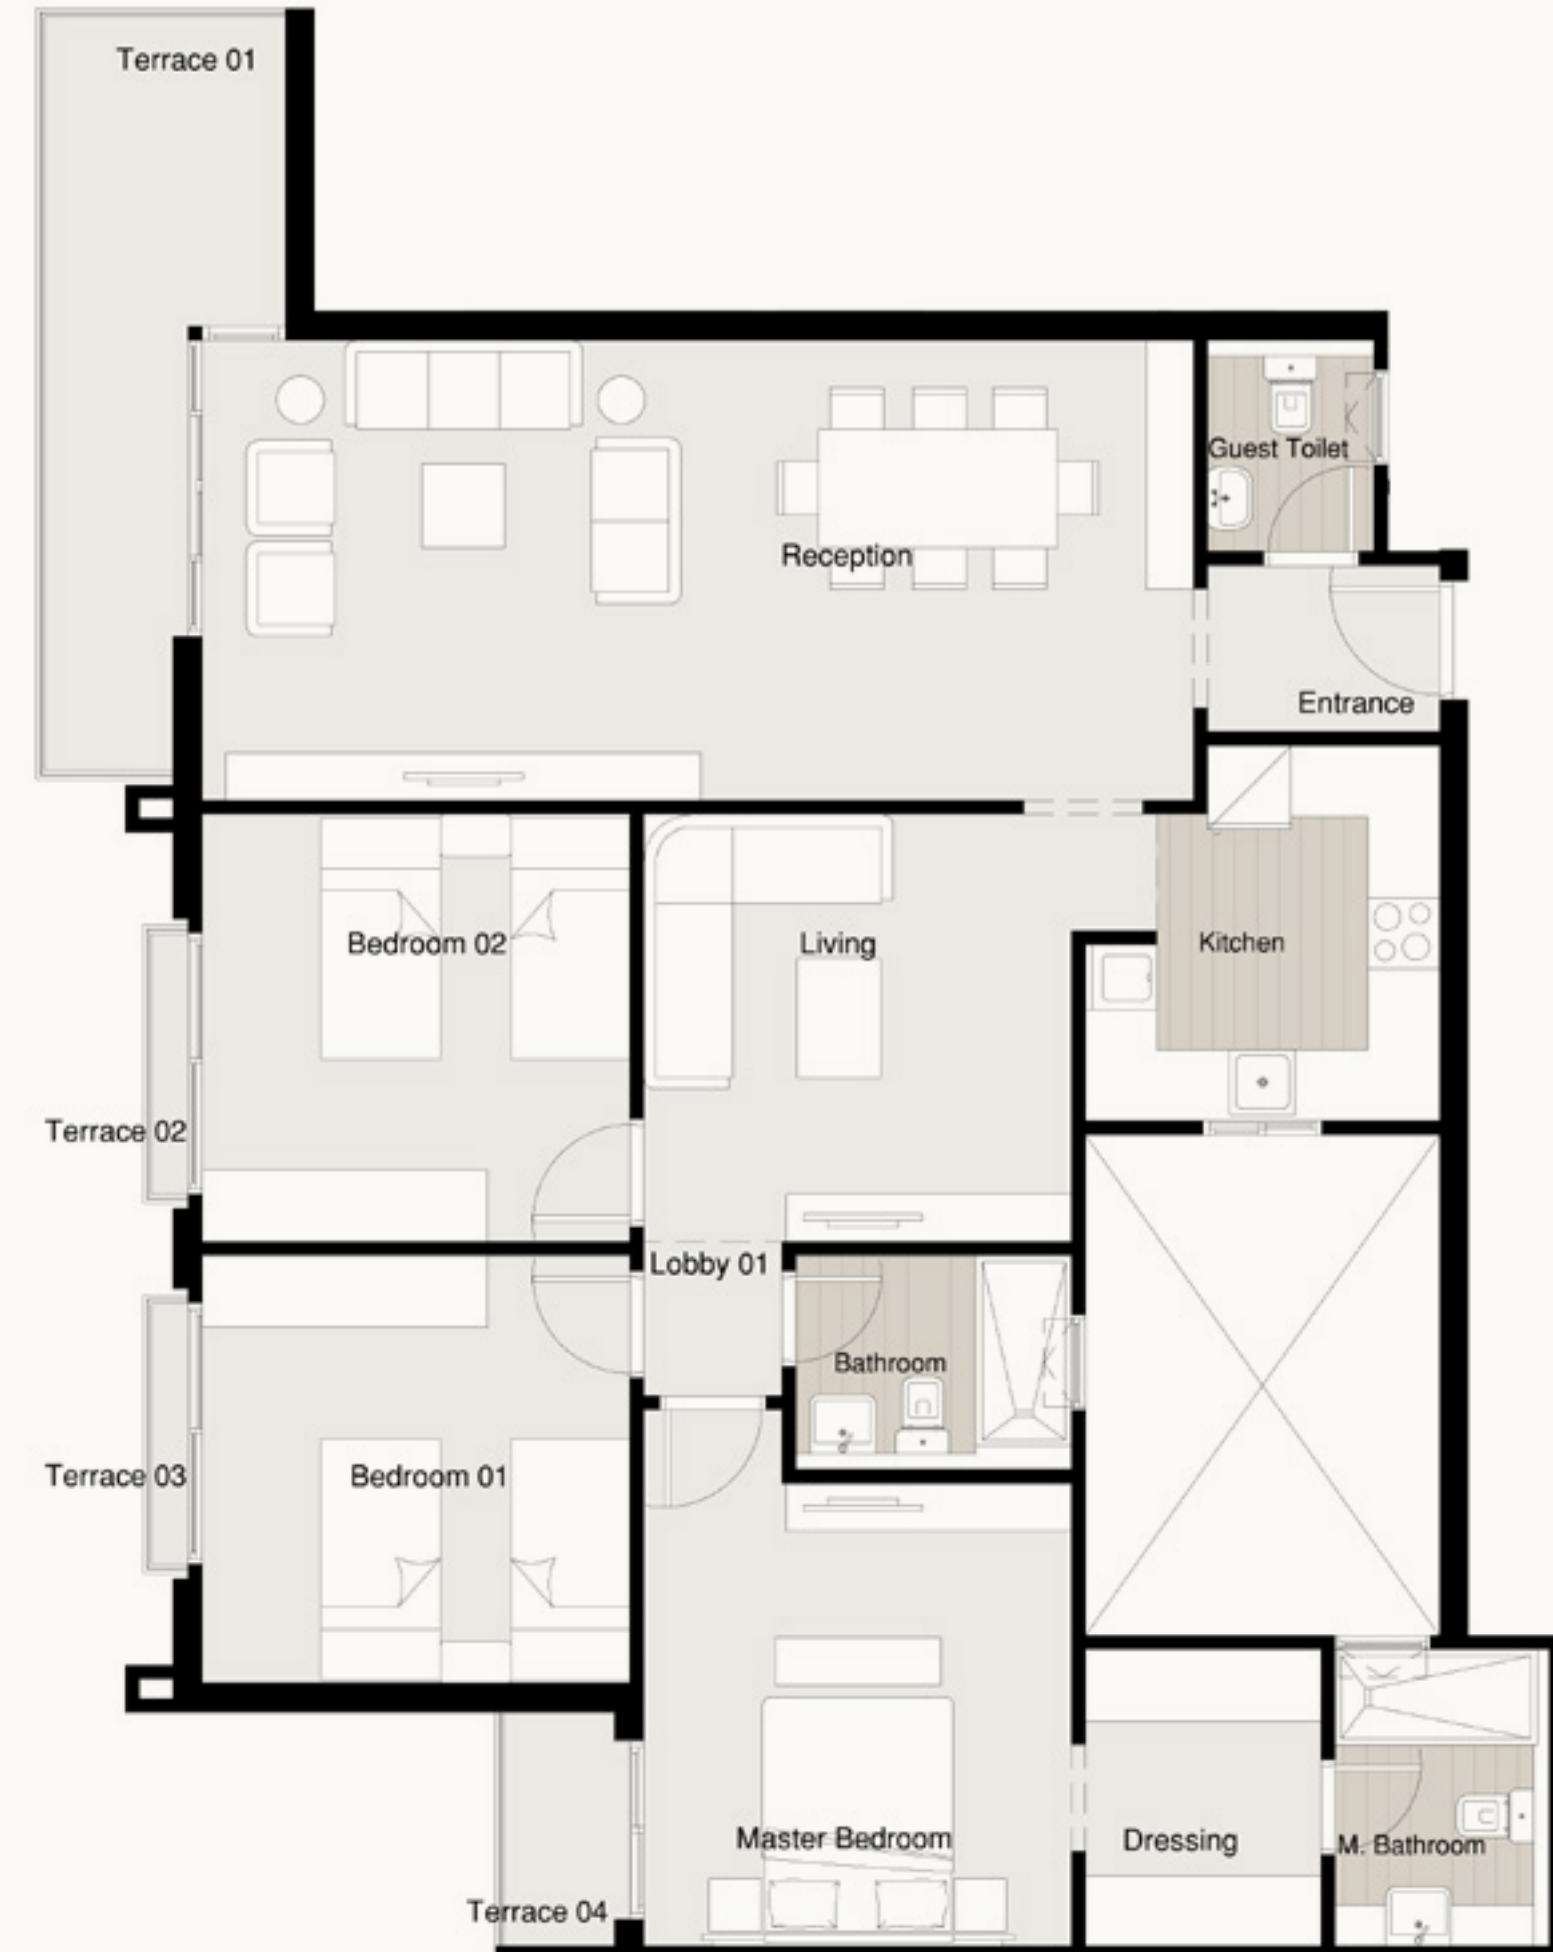 Terrace 01
Guest Toilet
Reception
Entrance
Bedroom 02
Living
Kitchen
Terrace 02
Lobby 01
Bathroom
Terrace 03
Bedroom 01
Master Bedroom
Dressing
M. Bathroom
Terrace 04